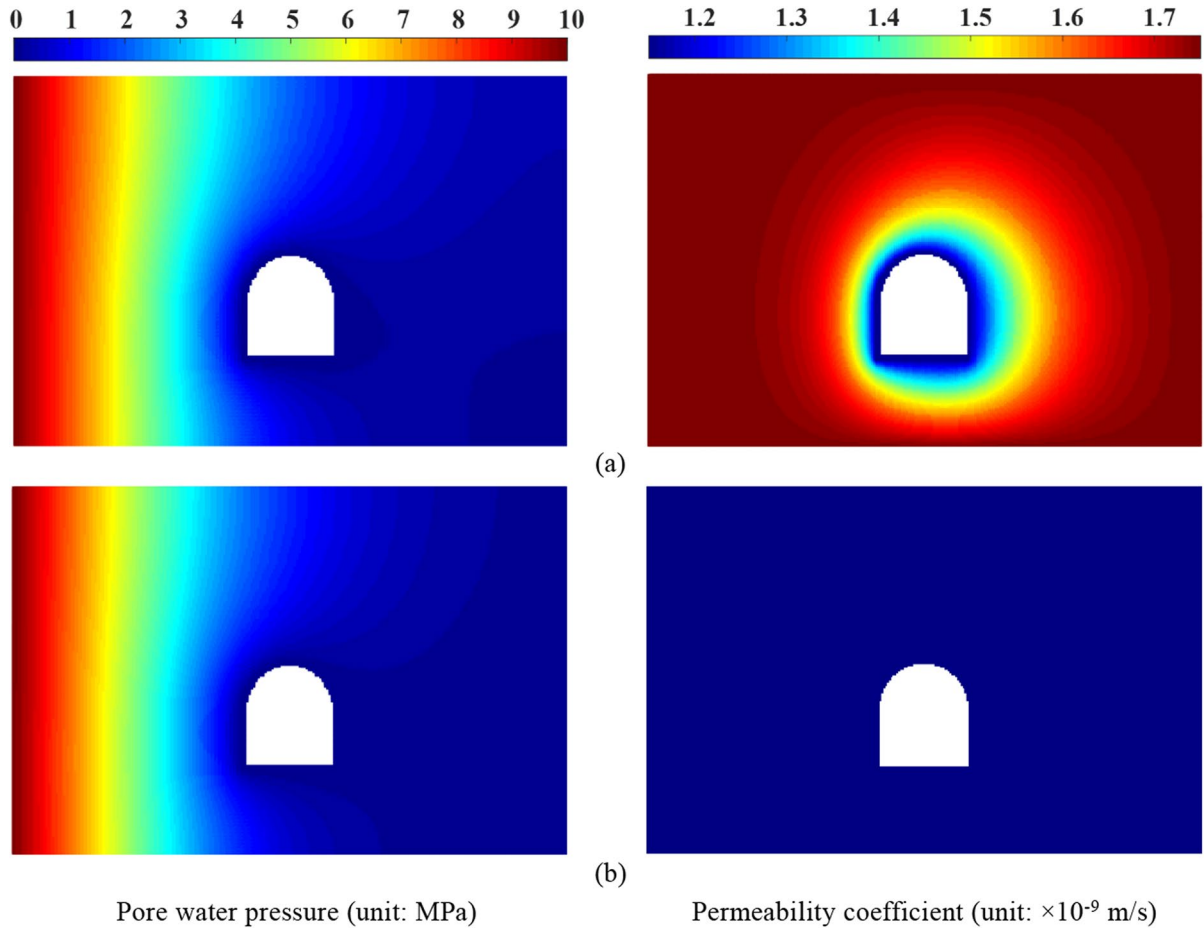 0 1 2 3 4 5 6 7 8 9 10
1.2 1.3 1.4 1.5 1.6 1.7
(a)
(b)
Pore water pressure (unit: MPa)
Permeability coefficient (unit: ×10⁻⁹ m/s)